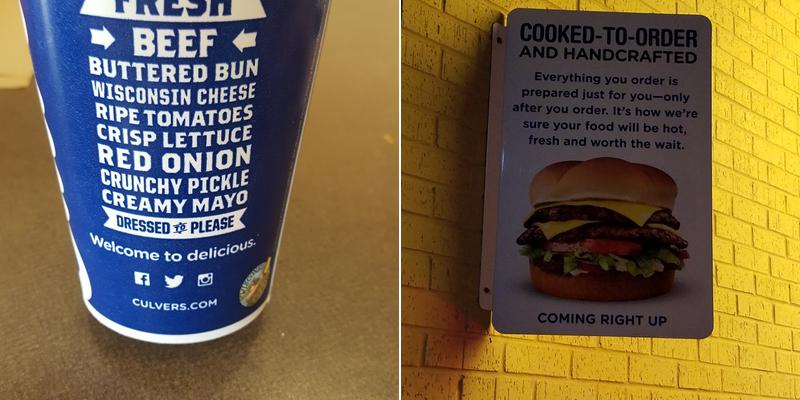 FRESH
BEEF
BUTTERED BUN
WISCONSIN CHEESE
RIPE TOMATOES
CRISP LETTUCE
RED ONION
CRUNCHY PICKLE
CREAMY MAYO
DRESSED TO PLEASE
Welcome to delicious.
CULVERS.COM
COOKED-TO-ORDER
AND HANDCRAFTED
Everything you order is
prepared just for you—only
after you order. It's how we're
sure your food will be hot,
fresh and worth the wait.
COMING RIGHT UP